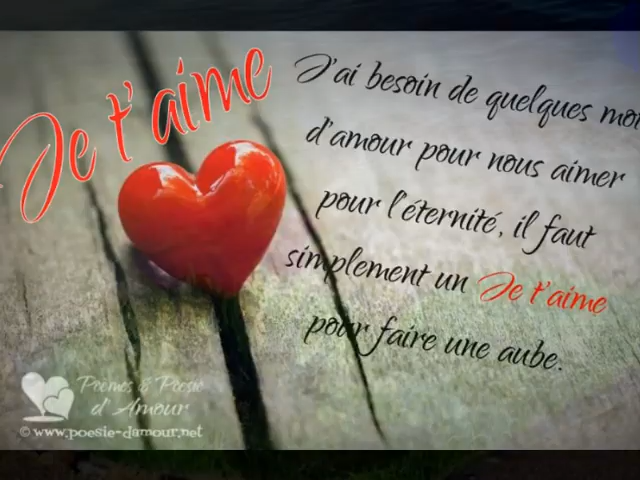 Je t'aime
J'ai besoin de quelques
d'amour pour nous aimer
pour l'éternité, il faut
simplement un Je t'aime
pour faire une aube.
Poèmes & Poésie
d'Amour
© www.poesie-damour.net